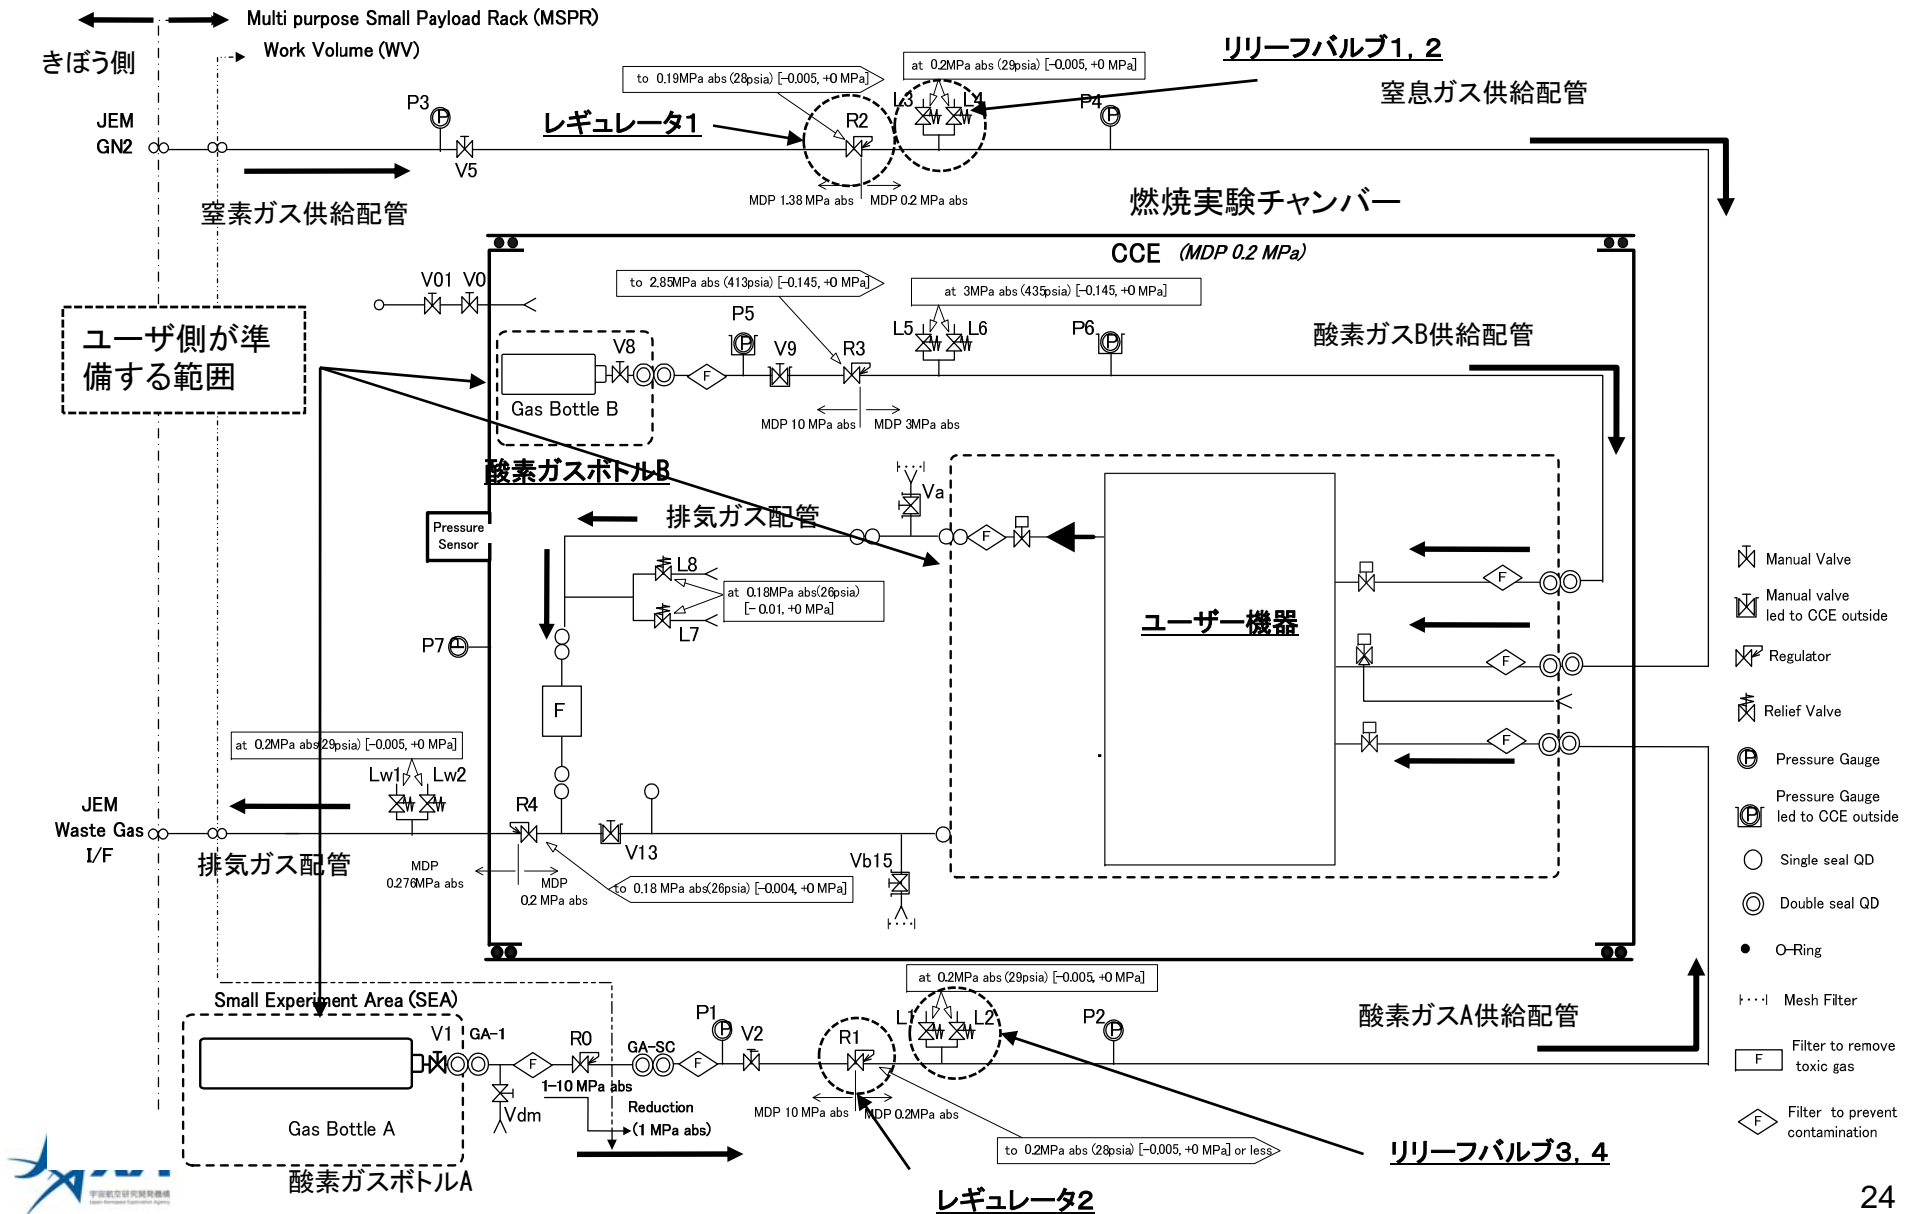 Multi purpose Small Payload Rack (MSPR)
Work Volume (WV)
きぼう側
リリーフバルブ1, 2
at 0.2MPa abs (29psia) [-0.005, +0 MPa]
to 0.19MPa abs (28psia) [-0.005, +0 MPa]
窒息ガス供給配管
P3
L3
L4
P4
JEM
GN2
レギュレータ1
R2
V5
MDP 1.38 MPa abs
MDP 0.2 MPa abs
窒素ガス供給配管
燃焼実験チャンバー
CCE (MDP 0.2 MPa)
V01
V0
to 2.85MPa abs (413psia) [-0.145, +0 MPa]
at 3MPa abs (435psia) [-0.145, +0 MPa]
ユーザ側が準
備する範囲
P5
L5
L6
P6
酸素ガスB供給配管
V8
V9
R3
F
Gas Bottle B
MDP 10 MPa abs
MDP 3MPa abs
酸素ガスボトルB
Va
排気ガス配管
Pressure
Sensor
F
L8
at 0.18MPa abs(26psia)
[-0.01, +0 MPa]
L7
F
ユーザー機器
P7
F
F
F
at 0.2MPa abs(29psia) [-0.005, +0 MPa]
Lw1
Lw2
JEM
Waste Gas
I/F
R4
V13
排気ガス配管
MDP
0.276MPa abs
MDP
0.2 MPa abs
to 0.18 MPa abs(26psia) [-0.004, +0 MPa]
Vb15
Manual Valve
Manual valve
led to CCE outside
Regulator
Relief Valve
P
Pressure Gauge
P
Pressure Gauge
led to CCE outside
Single seal QD
Double seal QD
O-Ring
Mesh Filter
F
Filter to remove
toxic gas
F
Filter to prevent
contamination
at 0.2MPa abs (29psia) [-0.005, +0 MPa]
Small Experiment Area (SEA)
V1
GA-1
F
R0
GA-SC
F
P1
V2
R1
L1
L2
P2
酸素ガスA供給配管
1-10 MPa abs
Vdm
Reduction
(1 MPa abs)
MDP 10 MPa abs
MDP 0.2MPa abs
Gas Bottle A
to 0.2MPa abs (28psia) [-0.005, +0 MPa] or less
リリーフバルブ3, 4
酸素ガスボトルA
レギュレータ2
宇宙航空研究開発機構
Japan Aerospace Exploration Agency
24